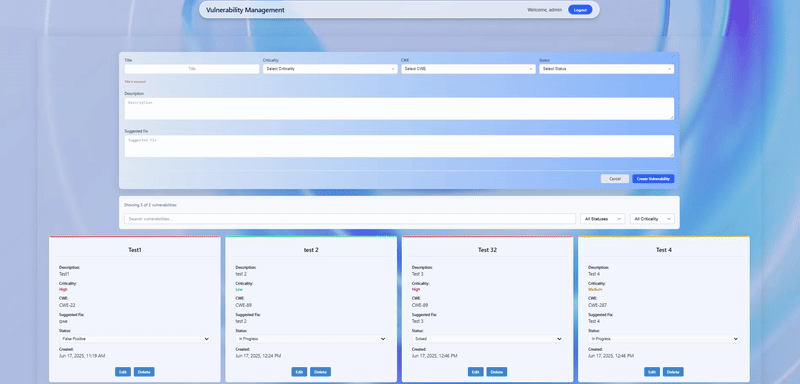 Vulnerability Management
Welcome, admin
Logout
Title
Criticality
CWE
Status
Title
Select Criticality
Select CWE
Select Status
Title is required
Description
Description
Suggested Fix
Suggested Fix
Cancel
Create Vulnerability
Search vulnerabilities...
All Statuses
All Criticality
Test1
Description:
Test1
Criticality:
High
CWE:
CWE-22
Suggested Fix:
qwe
Status:
False Positive
Created:
Jun 17, 2025, 11:19 AM
Edit
Delete
test 2
Description:
test 2
Criticality:
Low
CWE:
CWE-89
Suggested Fix:
test 2
Status:
In Progress
Created:
Jun 17, 2025, 12:24 PM
Edit
Delete
Test 32
Description:
Test 3
Criticality:
High
CWE:
CWE-89
Suggested Fix:
Test 3
Status:
Solved
Created:
Jun 17, 2025, 12:46 PM
Edit
Delete
Test 4
Description:
Test 4
Criticality:
Medium
CWE:
CWE-287
Suggested Fix:
Test 4
Status:
In Progress
Created:
Jun 17, 2025, 12:46 PM
Edit
Delete